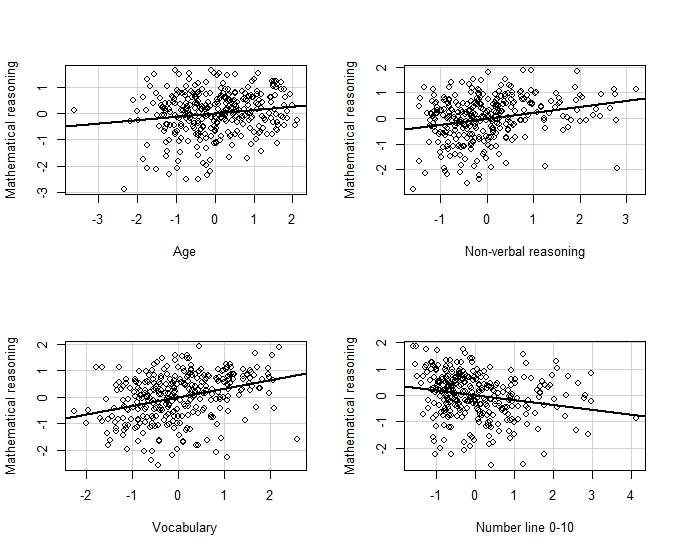 Mathematical reasoning
1
0
-1
-2
-3
-3 -2 -1 0 1 2
Age
Mathematical reasoning
2
1
0
-1
-2
-1 0 1 2 3
Non-verbal reasoning
Mathematical reasoning
2
1
0
-1
-2
-2 -1 0 1 2
Vocabulary
Mathematical reasoning
2
1
0
-1
-2
-1 0 1 2 3 4
Number line 0-10